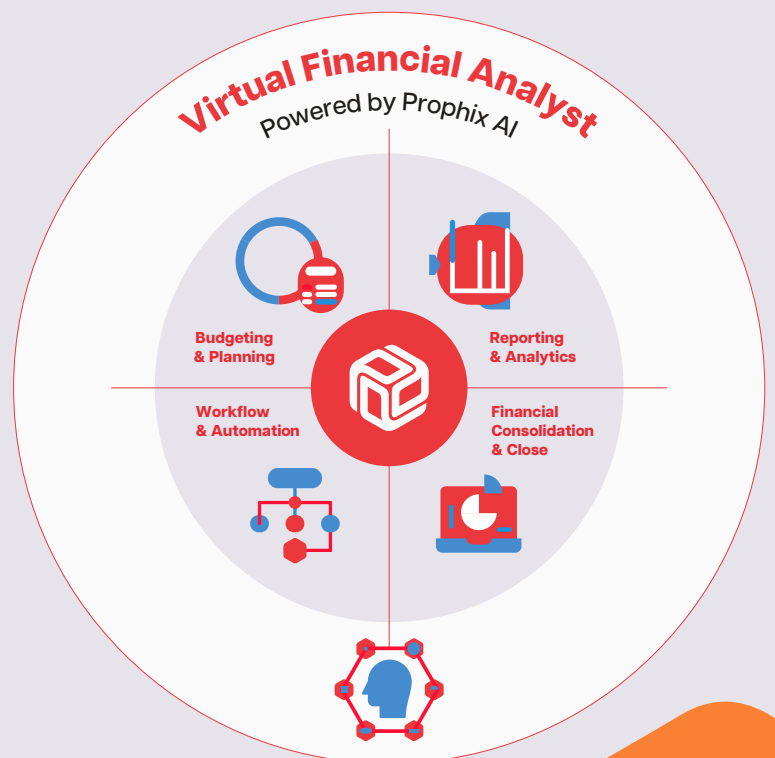 Virtual Financial Analyst
Powered by Prophix AI
Budgeting
& Planning
Reporting
& Analytics
Workflow
& Automation
Financial
Consolidation
& Close